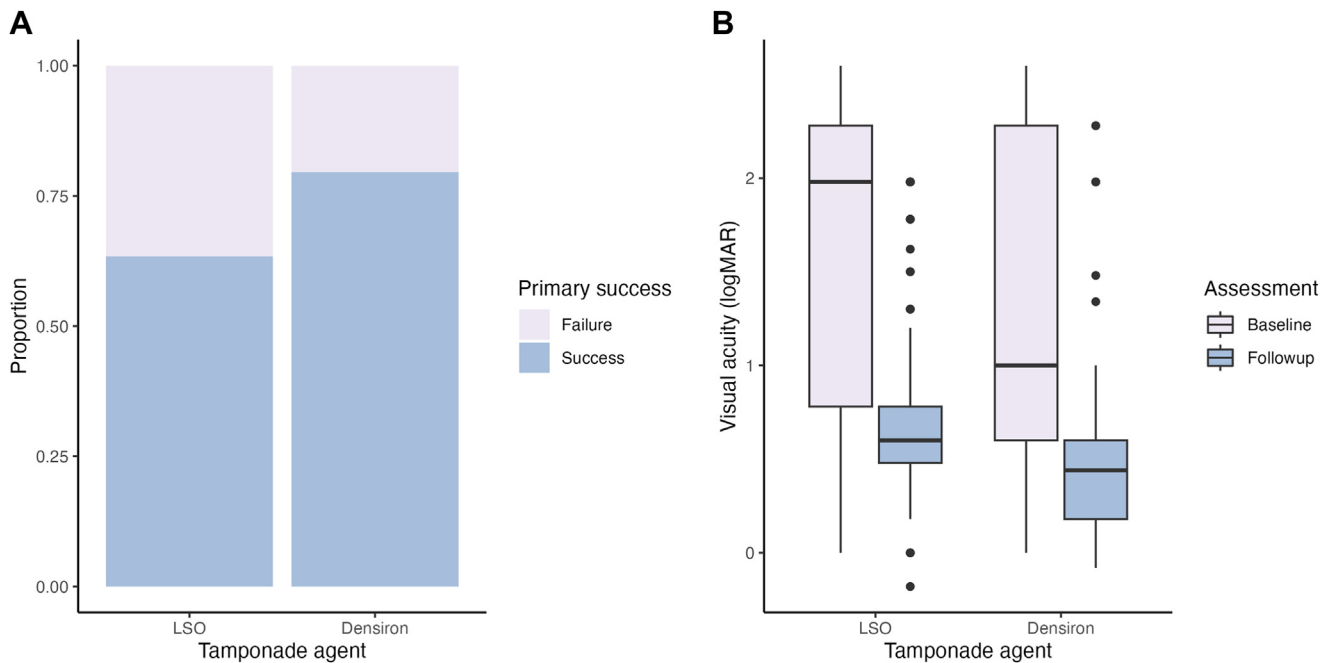 A
1.00
0.75
0.50
0.25
0.00
Proportion
LSO
Densiron
Tamponade agent
Primary success
Failure
Success
B
2
1
0
Visual acuity (logMAR)
LSO
Densiron
Tamponade agent
Assessment
Baseline
Followup